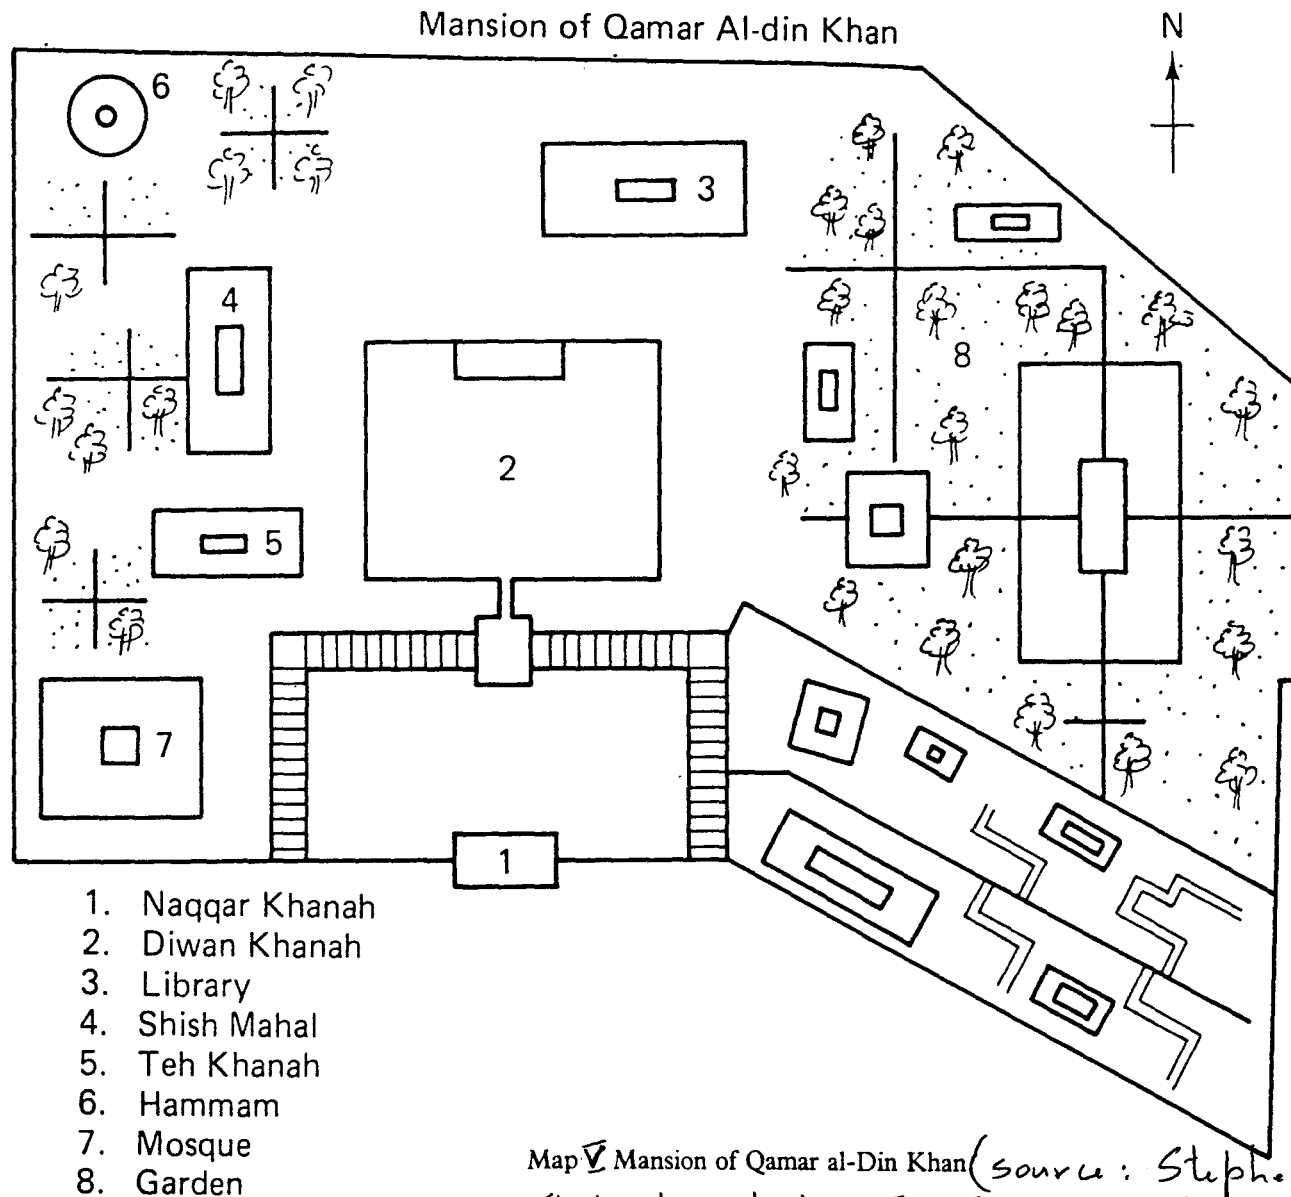 Mansion of Qamar Al-din Khan
N
6
3
4
8
2
5
7
1
1. Naqqar Khanah
2. Diwan Khanah
3. Library
4. Shish Mahal
5. Teh Khanah
6. Hammam
7. Mosque
8. Garden
Map V Mansion of Qamar al-Din Khan (source: Steph.